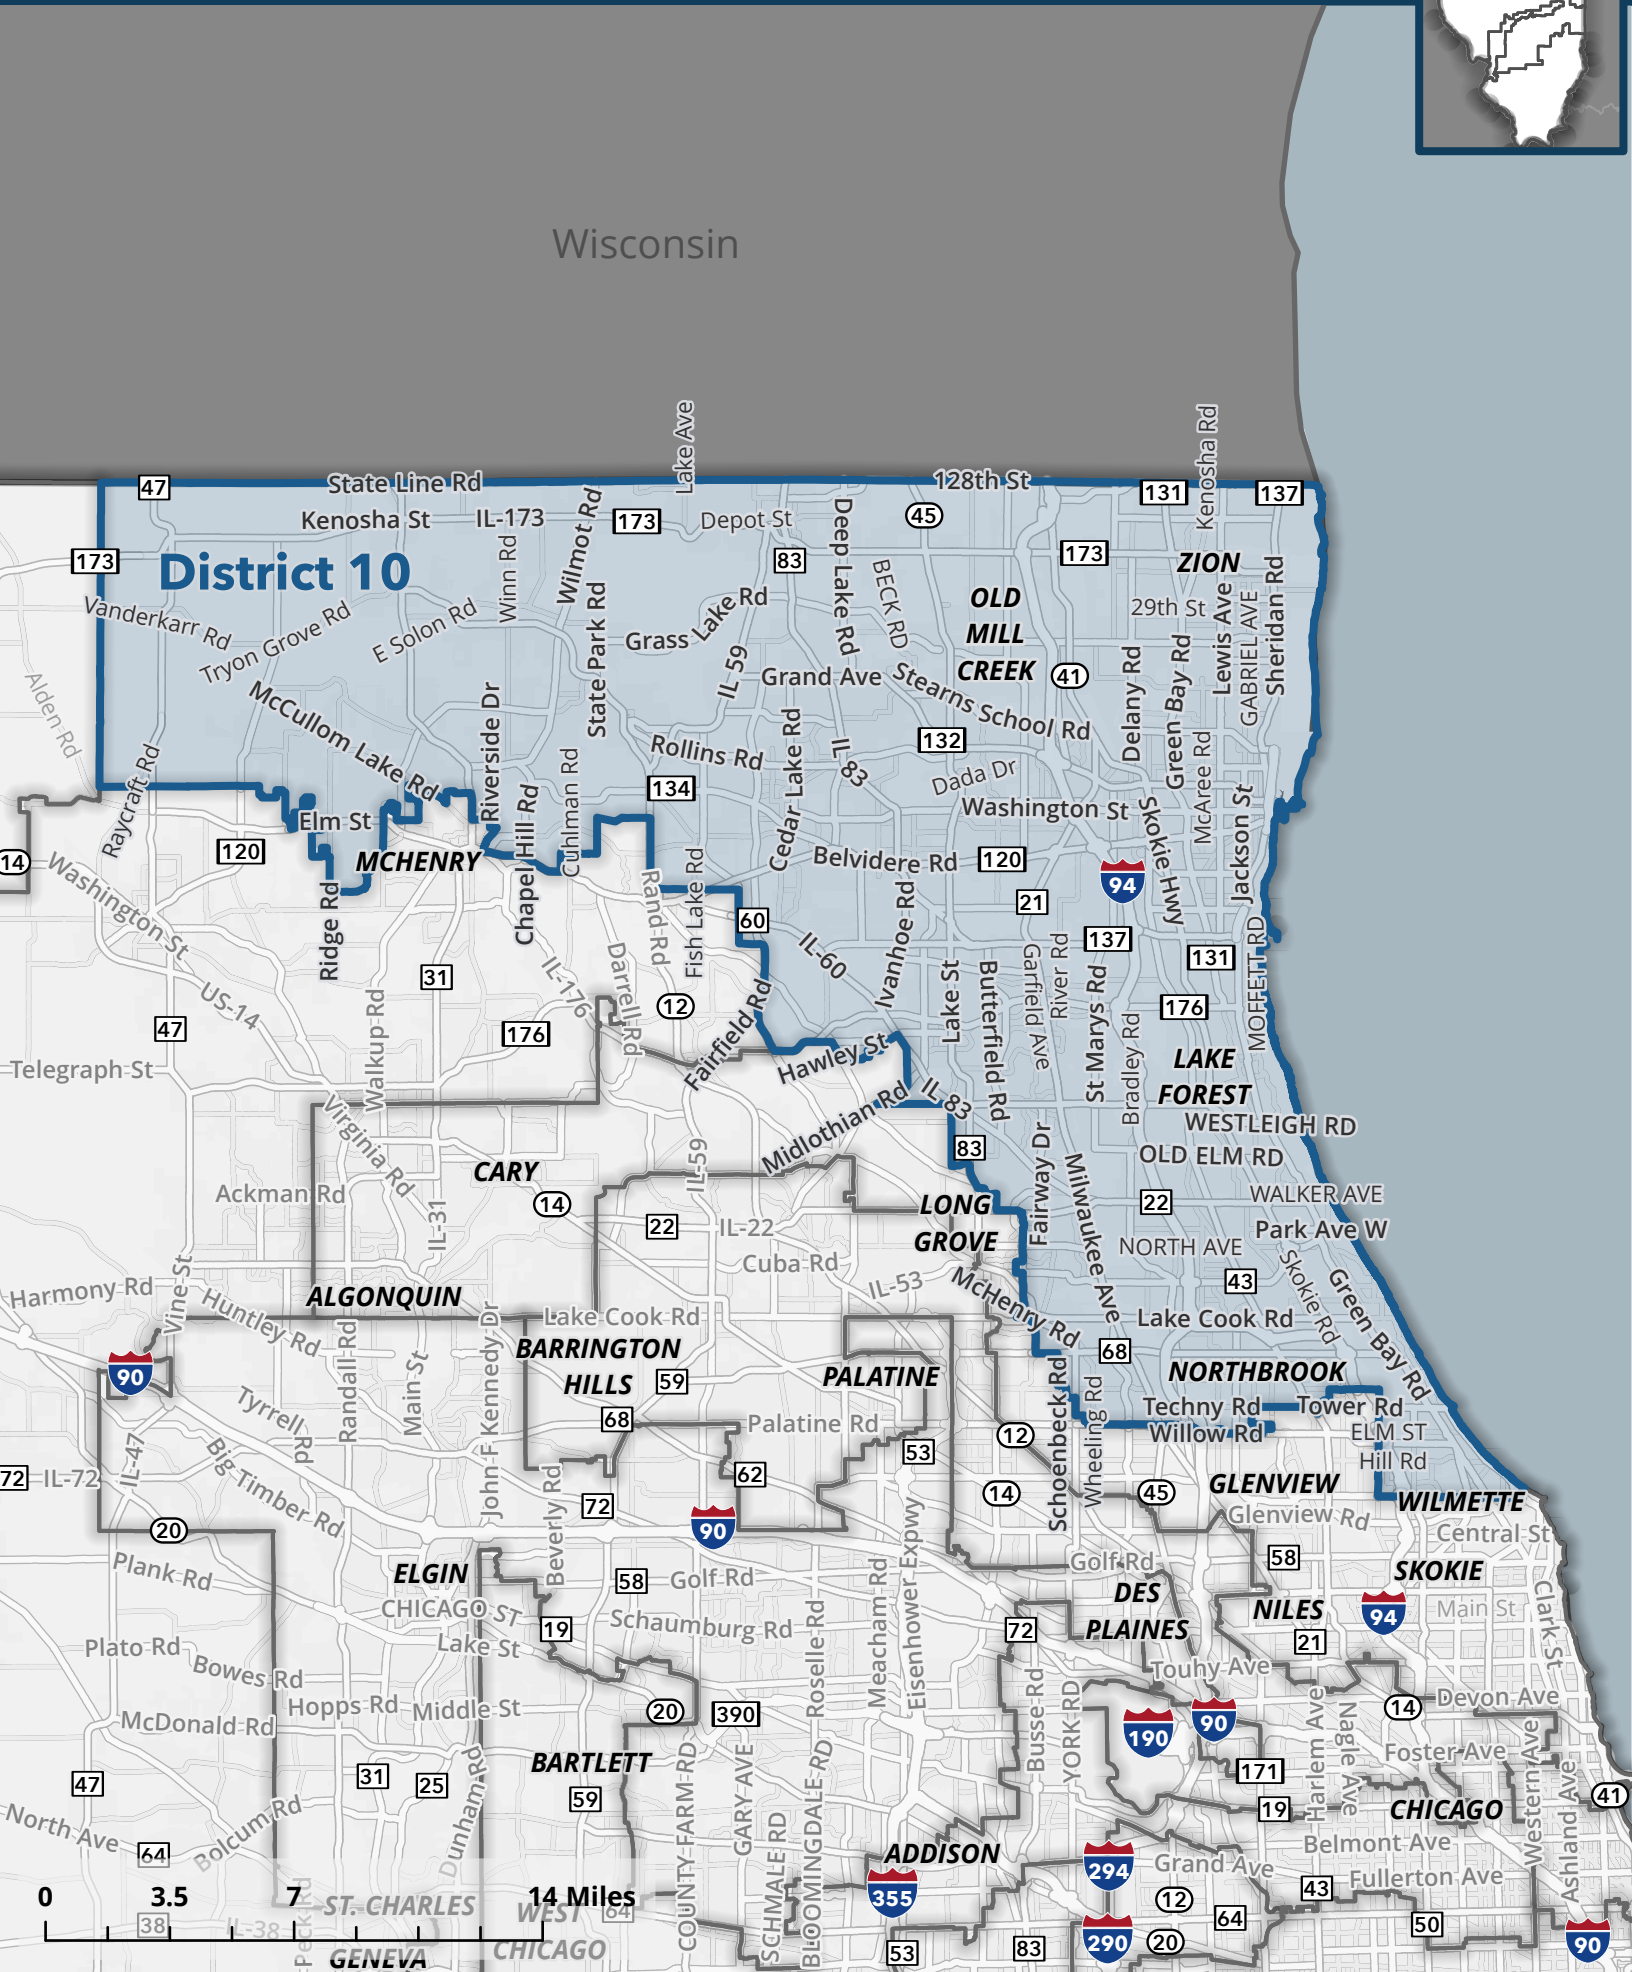 Wisconsin
Lake Ave
Kenosha Rd
47
State Line Rd
128th St
131
137
Kenosha St
IL-173
Wilmot Rd
173
Depot St
Deep Lake Rd
45
173
District 10
Winn Rd
83
BECK RD
173
ZION
Vanderkarr Rd
Tryon Grove Rd
E Solon Rd
State Park Rd
Grass Lake Rd
OLD
MILL
CREEK
29th St
Lewis Ave
GABRIEL AVE
Sheridan Rd
Alden Rd
McCullom Lake Rd
Riverside Dr
IL 59
Grand Ave
Stearns School Rd
41
Delany Rd
Green Bay Rd
Raycraft Rd
Cuhlman Rd
Rollins Rd
Cedar Lake Rd
IL 83
132
Dada Dr
McAree Rd
134
Washington St
Skokie Hwy
Jackson St
Elm St
Chapel Hill Rd
14
120
MCHENRY
Belvidere Rd
120
94
Washington St
Ridge Rd
Rand Rd
Fish Lake Rd
60
Ivanhoe Rd
21
137
MOFFETT RD
IL-60
131
31
IL-176
Darrell Rd
12
Fairfield Rd
Lake St
Butterfield Rd
Garfield Ave
River Rd
St Marys Rd
Bradley Rd
176
US-14
47
Walkup Rd
176
Telegraph St
Hawley St
LAKE
FOREST
Virginia Rd
Midlothian Rd
IL 83
WESTLEIGH RD
83
Fairway Dr
OLD ELM RD
CARY
IL-59
Milwaukee Ave
Ackman Rd
14
LONG
GROVE
22
WALKER AVE
IL-31
22
IL-22
Park Ave W
NORTH AVE
Cuba Rd
Skokie Rd
Green Bay Rd
Harmony Rd
Vine St
Huntley Rd
ALGONQUIN
IL-53
McHenry Rd
43
Lake Cook Rd
Lake Cook Rd
John F Kennedy Dr
Randall Rd
Main St
BARRINGTON
HILLS
59
PALATINE
68
NORTHBROOK
90
Tyrrell Rd
68
Palatine Rd
Schoenbeck Rd
Wheeling Rd
Techny Rd
Tower Rd
12
Willow Rd
ELM ST
72
IL-72
IL-47
Big Timber Rd
53
Hill Rd
62
Beverly Rd
72
14
45
GLENVIEW
WILMETTE
Glenview Rd
20
90
Central St
Plank Rd
ELGIN
58
Golf Rd
Meacham Rd
Eisenhower Expwy
Golf Rd
58
SKOKIE
CHICAGO ST
DES
PLAINES
NILES
94
Main St
Clark St
19
Schaumburg Rd
Roselle Rd
72
21
Plato Rd
Lake St
Bowes Rd
Touhy Ave
Hopps Rd
Middle St
20
390
Busse Rd
YORK RD
190
90
Harlem Ave
Nagle Ave
14
Devon Ave
McDonald Rd
BARTLETT
Foster Ave
Western Ave
47
31
25
Dunham Rd
59
COUNTY FARM RD
GARY AVE
SCHMALE RD
BLOOMINGDALE RD
171
19
CHICAGO
Ashland Ave
41
North Ave
64
Bolcum Rd
ADDISON
Belmont Ave
294
Grand Ave
Fullerton Ave
0
3.5
7
14 Miles
355
12
43
ST. CHARLES
WEST
CHICAGO
64
64
38
IL-38
Peck Rd
50
GENEVA
53
83
290
20
90